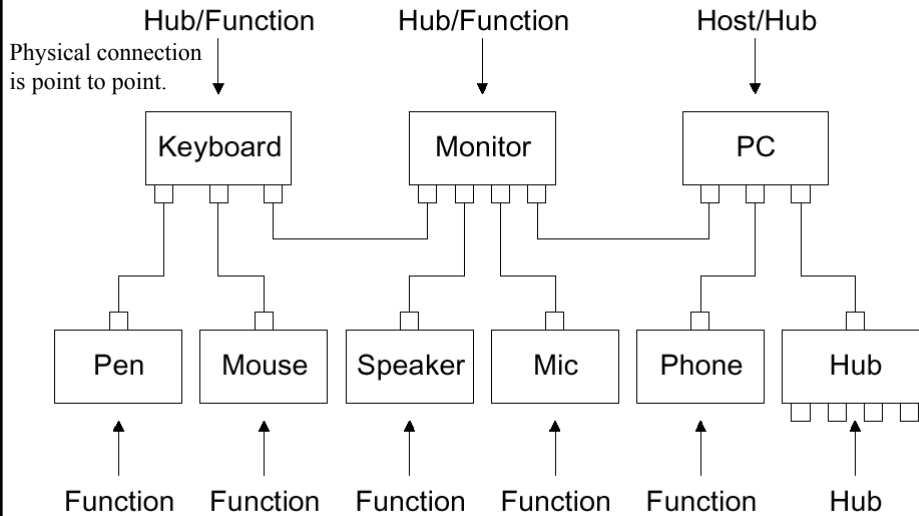 Hub/Function Hub/Function Host/Hub
Physical connection
is point to point.
Keyboard Monitor PC
Pen Mouse Speaker Mic Phone Hub
Function Function Function Function Function Hub